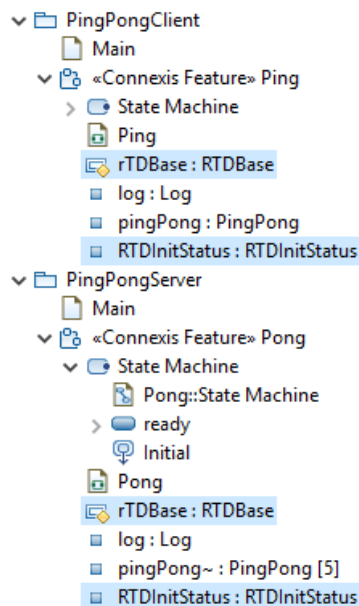 PingPongClient
Main
«Connexis Feature» Ping
State Machine
Ping
rTDBase : RTDBase
log : Log
pingPong : PingPong
RTDInitStatus : RTDInitStatus
PingPongServer
Main
«Connexis Feature» Pong
State Machine
Pong::State Machine
ready
Initial
Pong
rTDBase : RTDBase
log : Log
pingPong~ : PingPong [5]
RTDInitStatus : RTDInitStatus